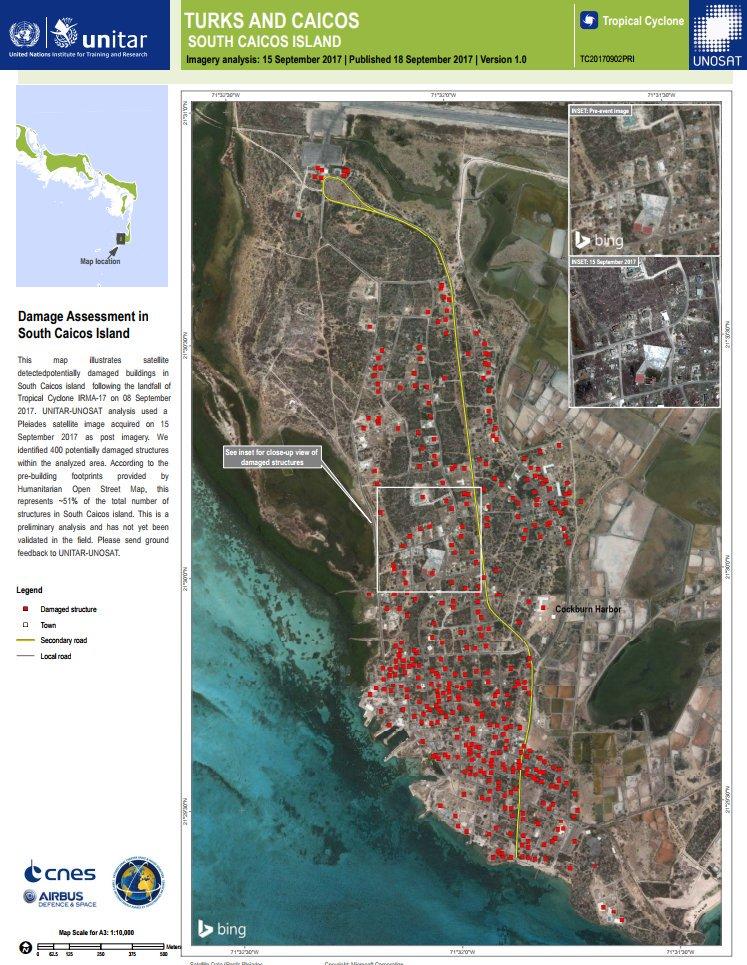 unitar
United Nations Institute for Training and Research
TURKS AND CAICOS
SOUTH CAICOS ISLAND
Imagery analysis: 15 September 2017 | Published 18 September 2017 | Version 1.0
Tropical Cyclone
TC20170902PRI
UNOSAT
Map location
Damage Assessment in
South Caicos Island
This map illustrates satellite
detectedpotentially damaged buildings in
South Caicos island following the landfall of
Tropical Cyclone IRMA-17 on 08 September
2017. UNITAR-UNOSAT analysis used a
Pleiades satellite image acquired on 15
September 2017 as post imagery. We
identified 400 potentially damaged structures
within the analyzed area. According to the
pre-building footprints provided by
Humanitarian Open Street Map, this
represents ~51% of the total number of
structures in South Caicos island. This is a
preliminary analysis and has not yet been
validated in the field. Please send ground
feedback to UNITAR-UNOSAT.
Legend
Damaged structure
Town
Secondary road
Local road
cnes
AIRBUS
DEFENCE & SPACE
Map Scale for A3: 1:10,000
0 62.5 125 250 375 500 Meters
71°32'30"W 71°32'0"W 71°31'30"W
INSET: Pre-event image
bing
INSET: 15 September 2017
See inset for close-up view of
damaged structures
Cockburn Harbor
bing
71°32'30"W 71°32'0"W 71°31'30"W